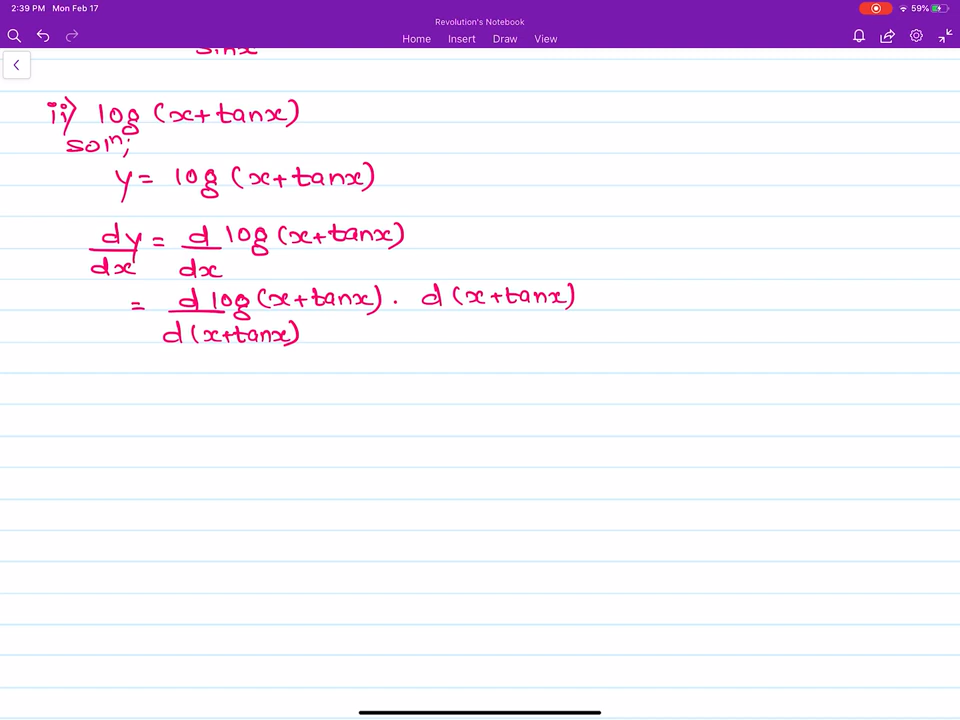 2:39 PM Mon Feb 17
59%
Revolution's Notebook
Home Insert Draw View
sinx
ii) log (x+tanx)
soln;
y = log (x+tanx)
dy/dx = d/dx log (x+tanx)
= d log (x+tanx)/d(x+tanx) . d (x+tanx)